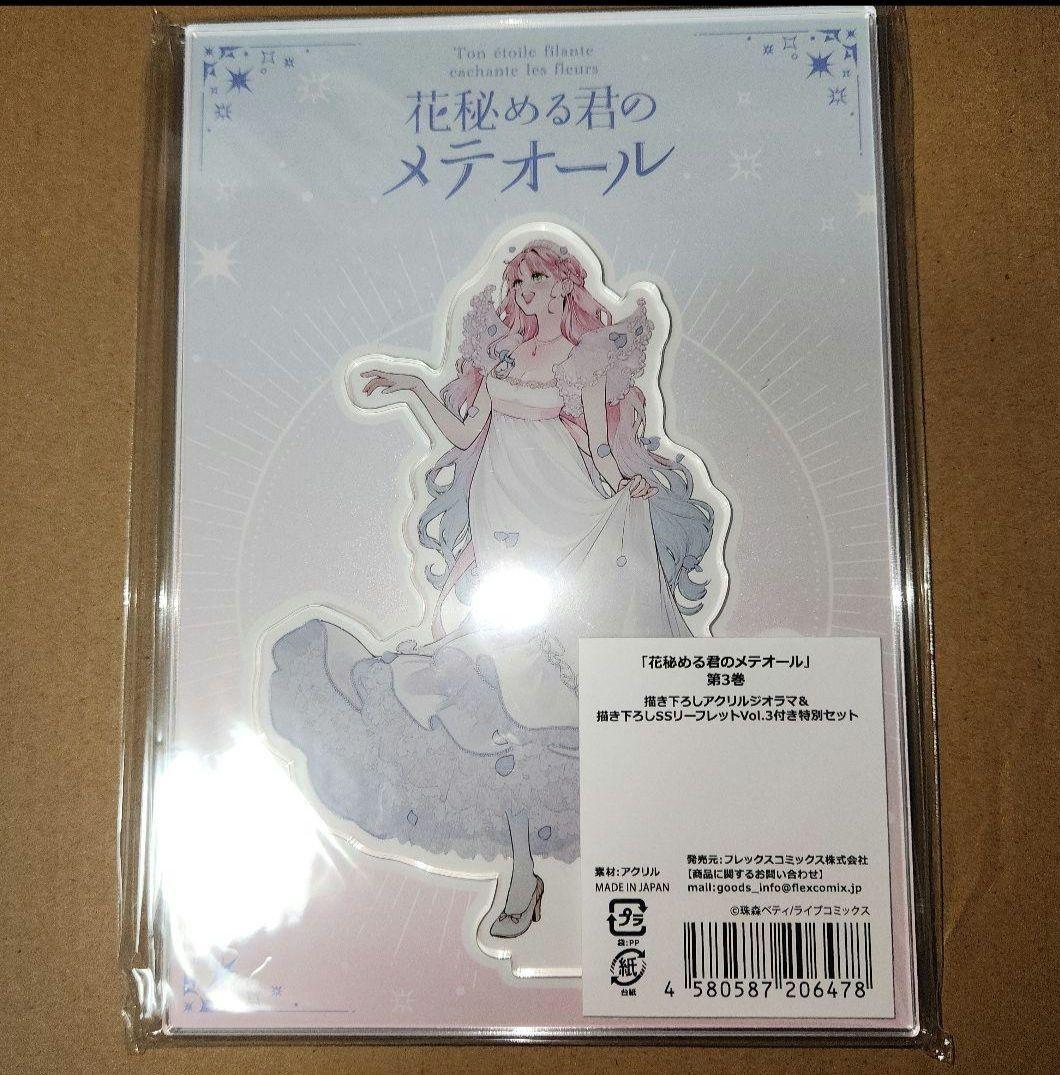 Ton étoile filante
cachante les fleurs
花秘める君の
メテオール
「花秘める君のメテオール」
第3巻
描き下ろしアクリルジオラマ&
描き下ろしSSリーフレットVol.3付き特別セット
発売元:フレックスコミックス株式会社
素材:アクリル 【商品に関するお問い合わせ】
MADE IN JAPAN mail:goods_info@flexcomix.jp
©珠森ベティ/ライブコミックス
プラ
袋:PP
紙
台紙
4 580587 206478